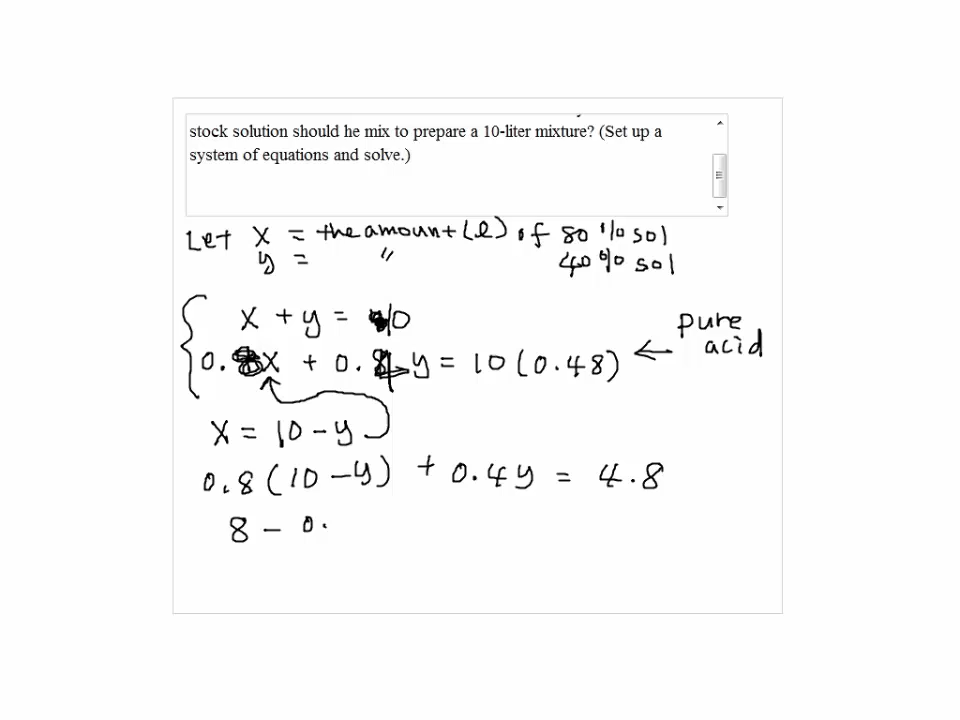 stock solution should he mix to prepare a 10-liter mixture? (Set up a
system of equations and solve.)
Let x = the amount (l) of 80 % sol
y = " 40 % sol
x + y = 10
0.8x + 0.4y = 10(0.48) ← pure acid
x = 10 - y
0.8(10 - y) + 0.4y = 4.8
8 - 0.